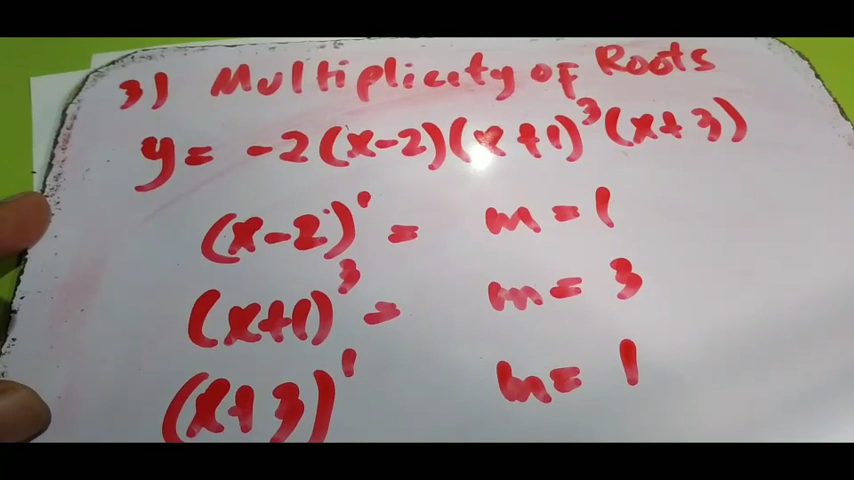 3) Multiplicity of Roots
y = -2(x-2)(x+1)³(x+3)
(x-2)¹ = m = 1
(x+1)³ = m = 3
(x+3)¹ m = 1